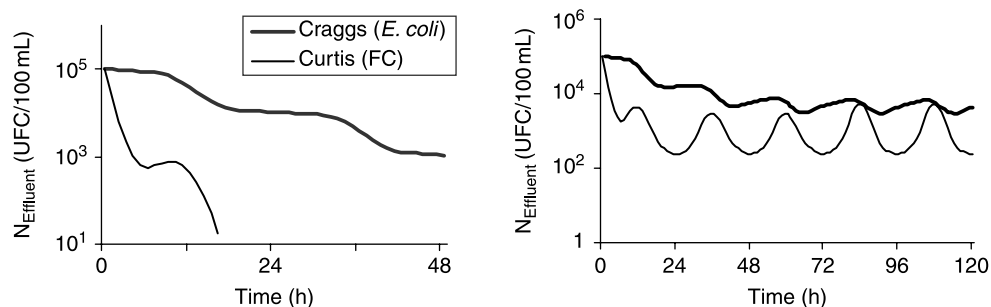 Craggs (E. coli)
Curtis (FC)
N_Effluent (UFC/100 mL)
10^5
10^3
10^1
0
24
48
Time (h)
N_Effluent (UFC/100 mL)
10^6
10^4
10^2
1
0
24
48
72
96
120
Time (h)